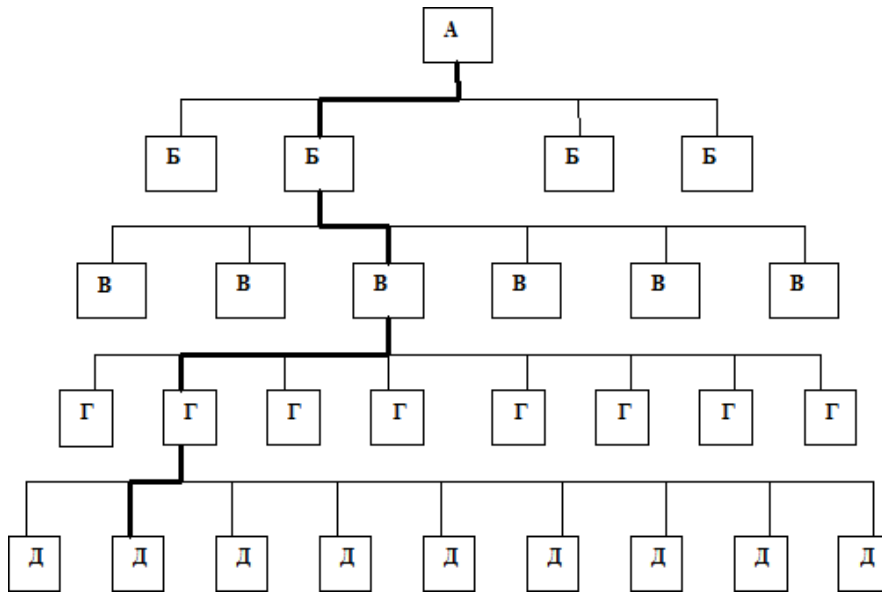 А
Б Б Б Б
В В В В В В
Г Г Г Г Г Г Г Г
Д Д Д Д Д Д Д Д Д